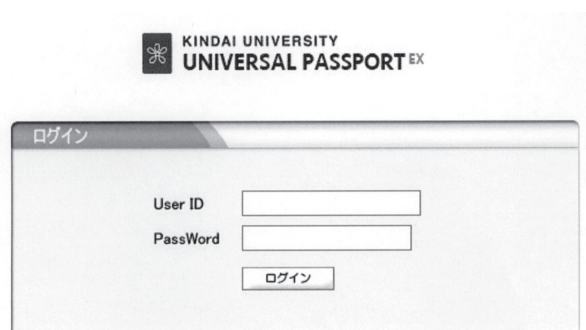 KINDAI UNIVERSITY
UNIVERSAL PASSPORT EX
ログイン
User ID
PassWord
ログイン